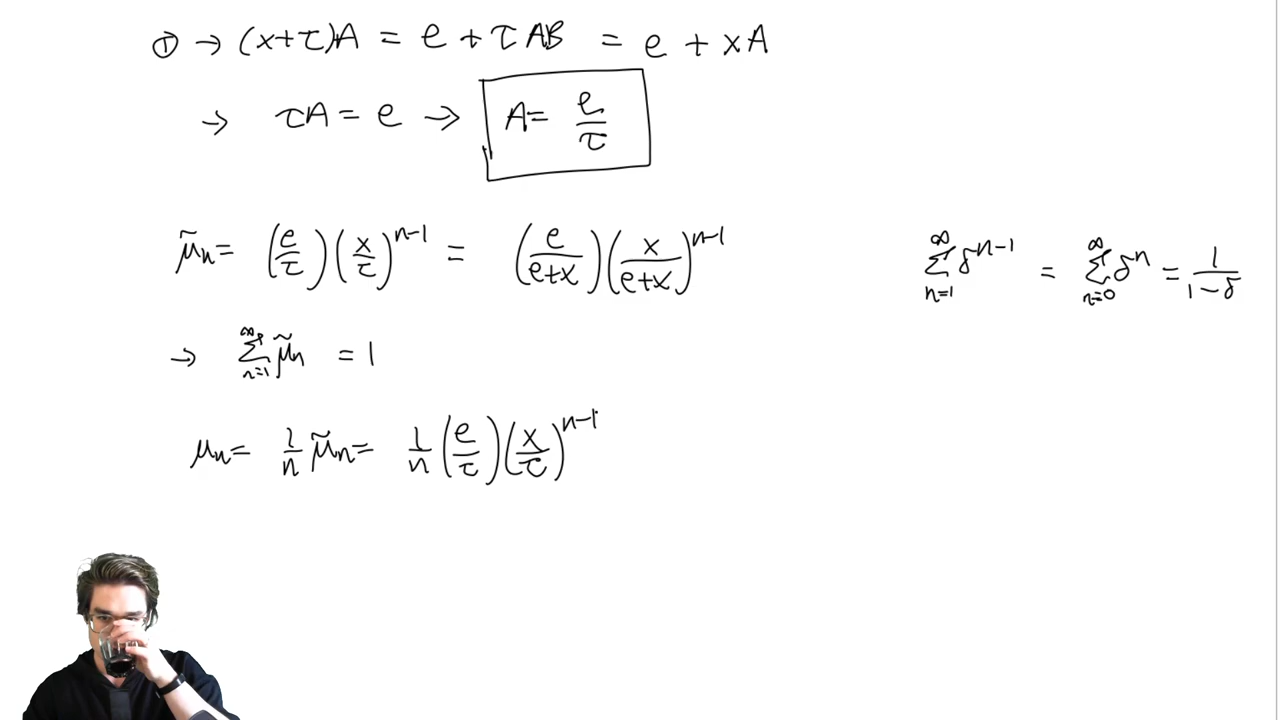 ① → (x+τ)A = e + τAB = e + xA
→ τA = e → A = e/τ
μ̃ₙ = (e/τ)(x/τ)ⁿ⁻¹ = (e/(e+x))(x/(e+x))ⁿ⁻¹
∑ₙ₌₁^∞ δⁿ⁻¹ = ∑ₙ₌₀^∞ δⁿ = 1/(1-δ)
→ ∑ₙ₌₁^∞ μ̃ₙ = 1
μₙ = 1/n μ̃ₙ = 1/n (e/τ)(x/τ)ⁿ⁻¹